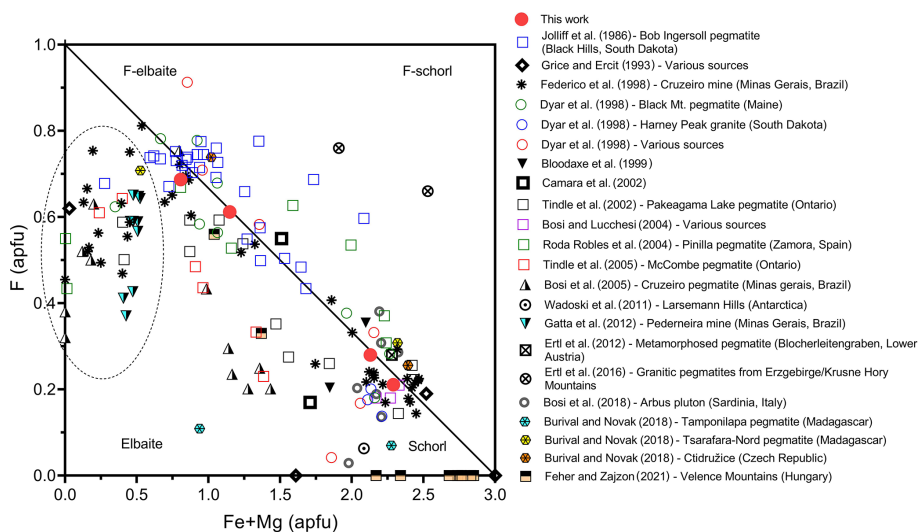 This work
Jolliff et al. (1986) - Bob Ingersoll pegmatite
(Black Hills, South Dakota)
Grice and Ercit (1993) - Various sources
Federico et al. (1998) - Cruzeiro mine (Minas Gerais, Brazil)
Dyar et al. (1998) - Black Mt. pegmatite (Maine)
Dyar et al. (1998) - Harney Peak granite (South Dakota)
Dyar et al. (1998) - Various sources
Bloodaxe et al. (1999)
Camara et al. (2002)
Tindle et al. (2002) - Pakeagama Lake pegmatite (Ontario)
Bosi and Lucchesi (2004) - Various sources
Roda Robles et al. (2004) - Pinilla pegmatite (Zamora, Spain)
Tindle et al. (2005) - McCombe pegmatite (Ontario)
Bosi et al. (2005) - Cruzeiro pegmatite (Minas gerais, Brazil)
Wadoski et al. (2011) - Larsemann Hills (Antarctica)
Gatta et al. (2012) - Pederneira mine (Minas Gerais, Brazil)
Ertl et al. (2012) - Metamorphosed pegmatite (Blocherleitengraben, Lower
Austria)
Ertl et al. (2016) - Granitic pegmatites from Erzgebirge/Krusne Hory
Mountains
Bosi et al. (2018) - Arbus pluton (Sardinia, Italy)
Burival and Novak (2018) - Tamponilapa pegmatite (Madagascar)
Burival and Novak (2018) - Tsarafara-Nord pegmatite (Madagascar)
Burival and Novak (2018) - Ctidružice (Czech Republic)
Feher and Zajzon (2021) - Velence Mountains (Hungary)
F-elbaite
F-schorl
Elbaite
Schorl
F (apfu)
1.0
0.8
0.6
0.4
0.2
0.0
0.0 0.5 1.0 1.5 2.0 2.5 3.0
Fe+Mg (apfu)